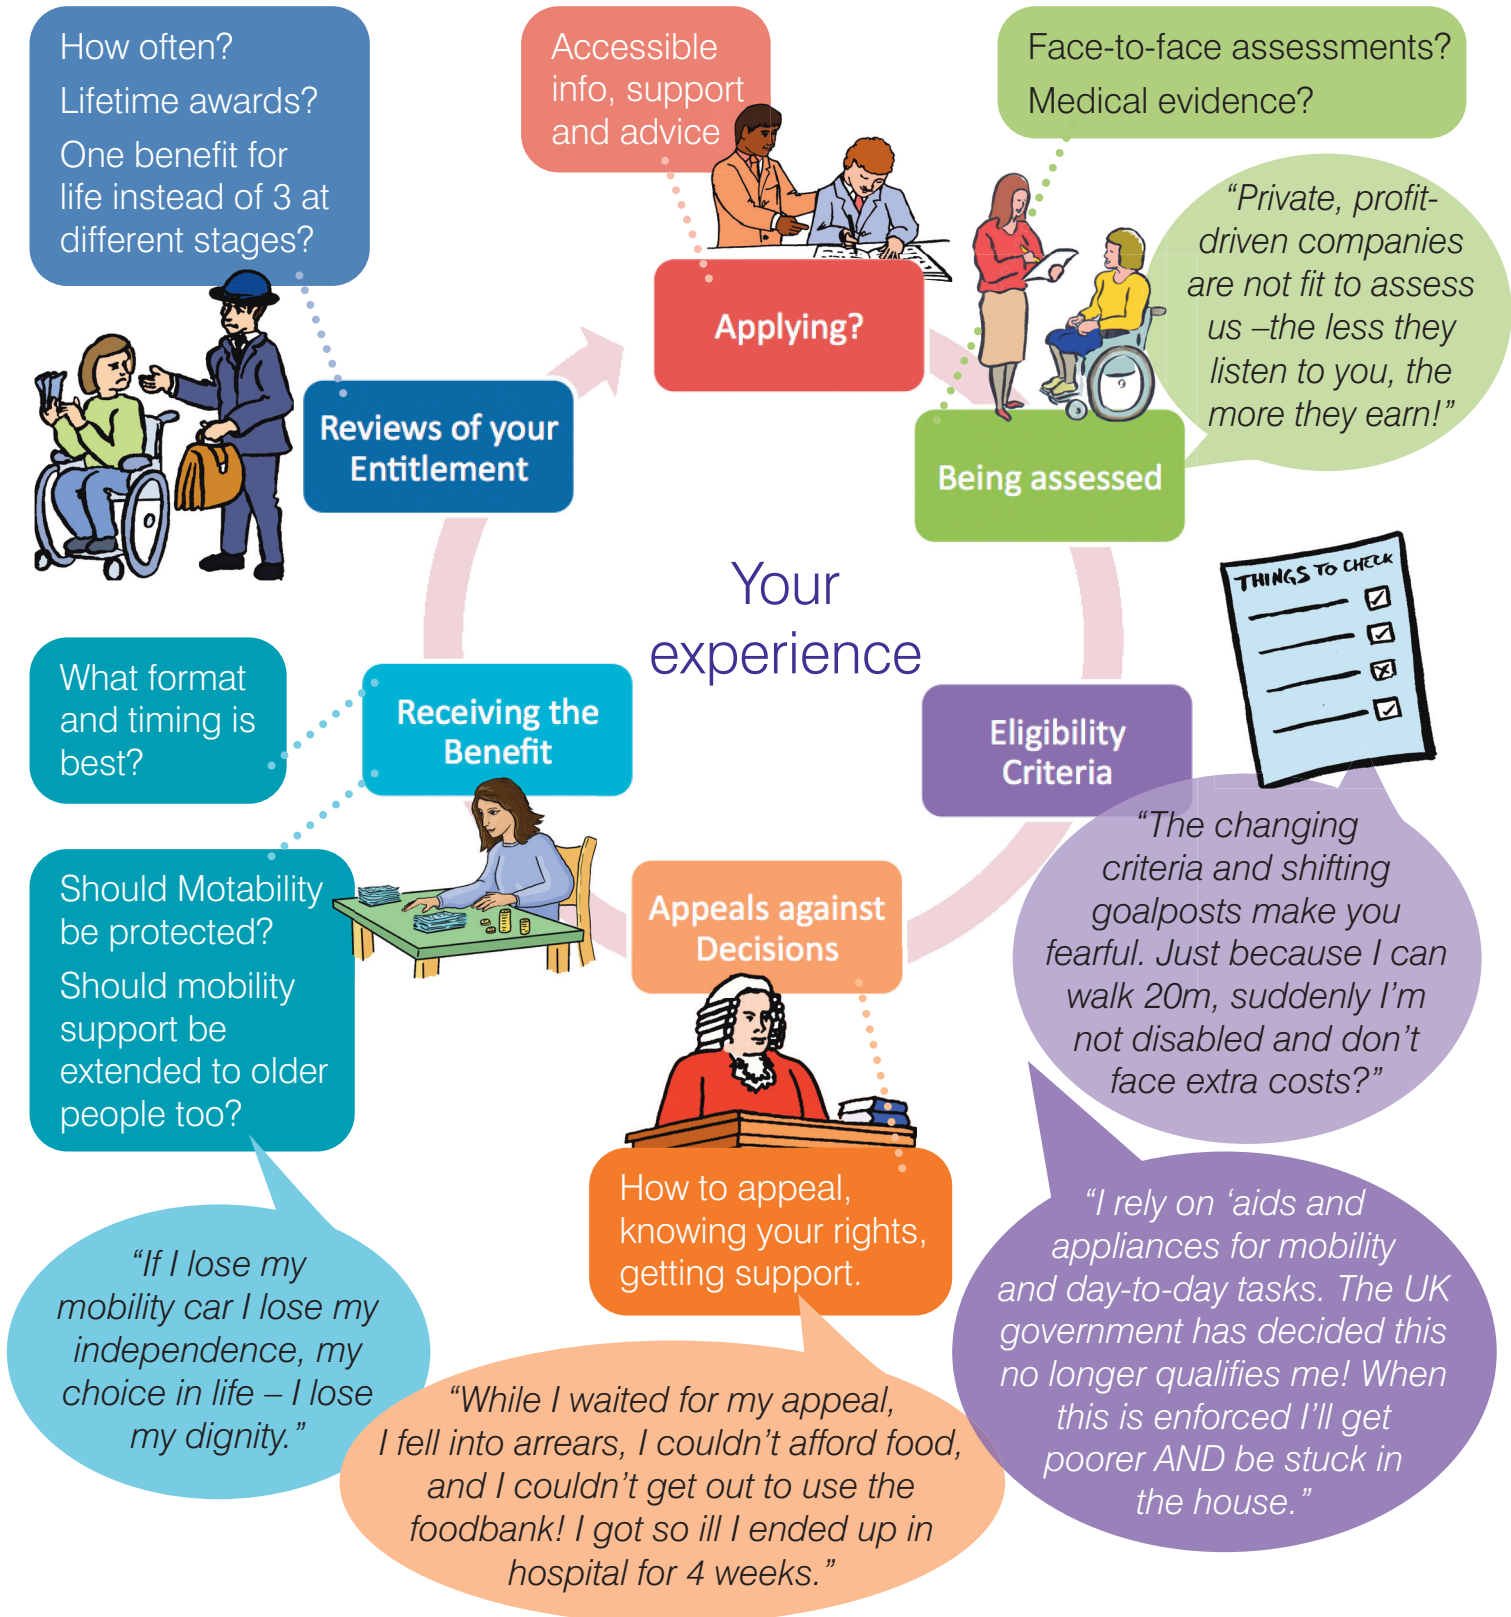 How often?
Lifetime awards?
One benefit for
life instead of 3 at
different stages?
Accessible
info, support
and advice
Face-to-face assessments?
Medical evidence?
“Private, profit-
driven companies
are not fit to assess
us –the less they
listen to you, the
more they earn!”
Applying?
Reviews of your
Entitlement
Being assessed
THINGS TO CHECK
Your
experience
What format
and timing is
best?
Receiving the
Benefit
Eligibility
Criteria
“The changing
criteria and shifting
goalposts make you
fearful. Just because I can
walk 20m, suddenly I’m
not disabled and don’t
face extra costs?”
Should Motability
be protected?
Should mobility
support be
extended to older
people too?
Appeals against
Decisions
How to appeal,
knowing your rights,
getting support.
“I rely on ‘aids and
appliances for mobility
and day-to-day tasks. The UK
government has decided this
no longer qualifies me! When
this is enforced I’ll get
poorer AND be stuck in
the house.”
“If I lose my
mobility car I lose my
independence, my
choice in life – I lose
my dignity.”
“While I waited for my appeal,
I fell into arrears, I couldn’t afford food,
and I couldn’t get out to use the
foodbank! I got so ill I ended up in
hospital for 4 weeks.”